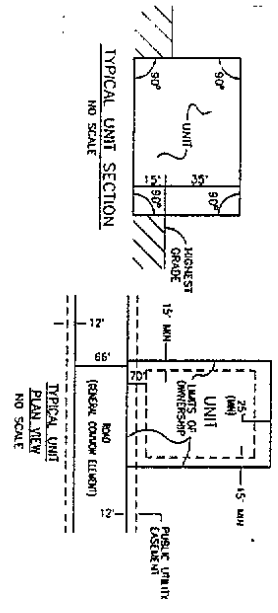 90°
90°
UNIT
15'
35'
90°
90°
HIGHEST
GRADE
TYPICAL UNIT SECTION
NO SCALE
15' MIN
25'
(MIN)
UNIT
LIMITS OF
OWNERSHIP
15' MIN
70'
12'
66'
ROAD
(GENERAL COMMON ELEMENT)
12'
PUBLIC UTILITY
EASEMENT
TYPICAL UNIT
PLAN VIEW
NO SCALE